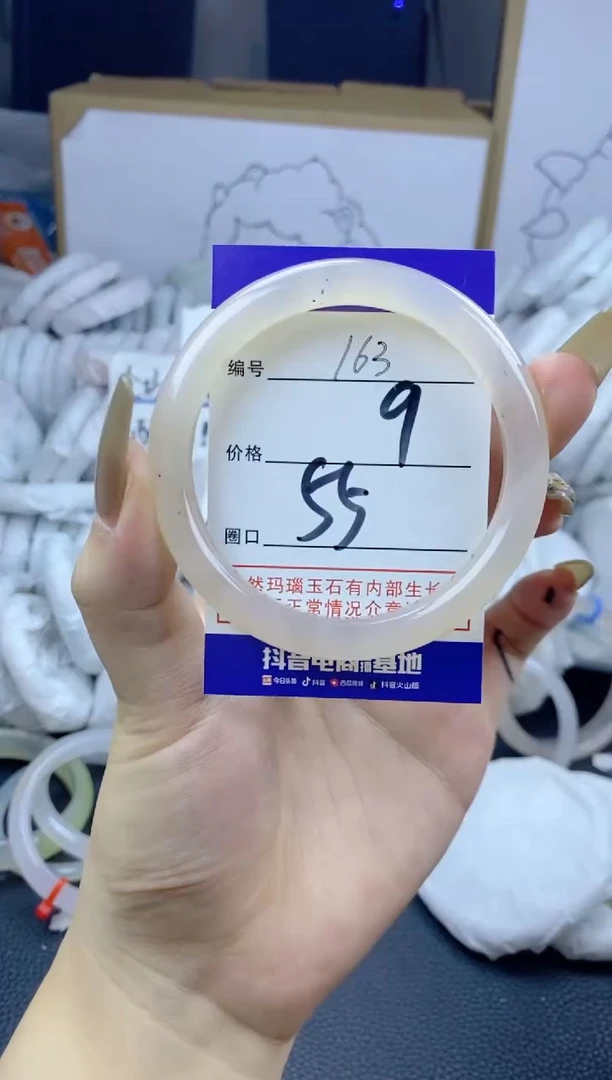 编号 163
价格 9
圈口 55
然玛瑙玉石有内部生长
正常情况介意
抖音电商直播基地
今日头条 抖音 西瓜视频 抖音火山版